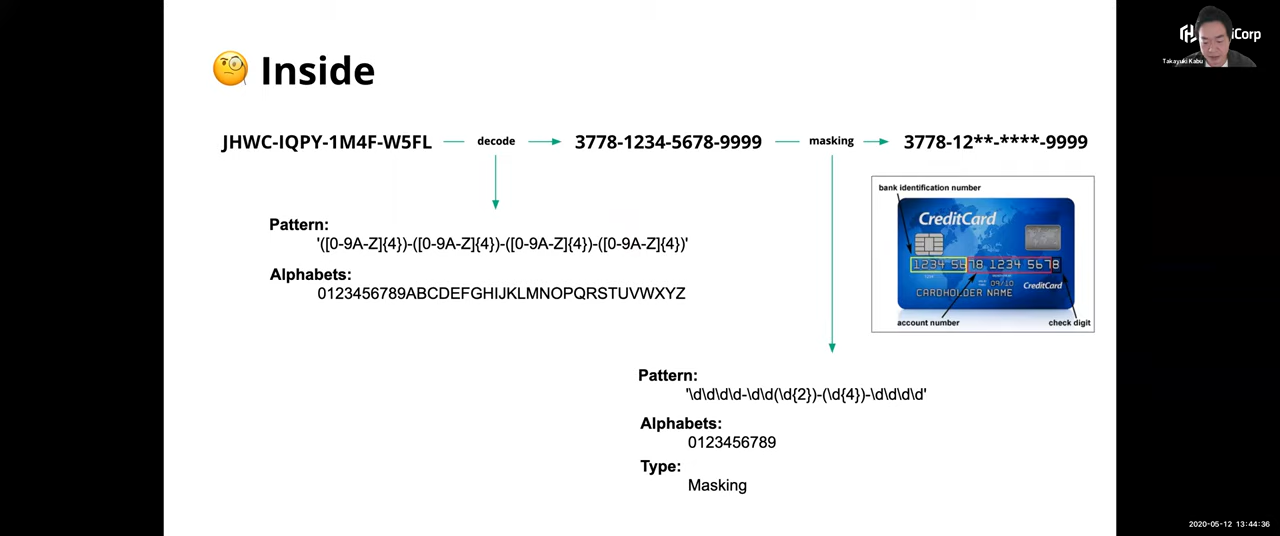 Inside
JHWC-IQPY-1M4F-W5FL
decode
3778-1234-5678-9999
masking
3778-12**-****-9999
Pattern:
'([0-9A-Z]{4})-([0-9A-Z]{4})-([0-9A-Z]{4})-([0-9A-Z]{4})'
Alphabets:
0123456789ABCDEFGHIJKLMNOPQRSTUVWXYZ
bank identification number
CreditCard
1234 5678 1234 5678
09/10
CARDHOLDER NAME
CreditCard
account number
check digit
Pattern:
'\d\d\d\d-\d\d(\d{2})-(\d{4})-\d\d\d\d'
Alphabets:
0123456789
Type:
Masking
iCorp
Takayuki Kabu
2020-05-12 13:44:36